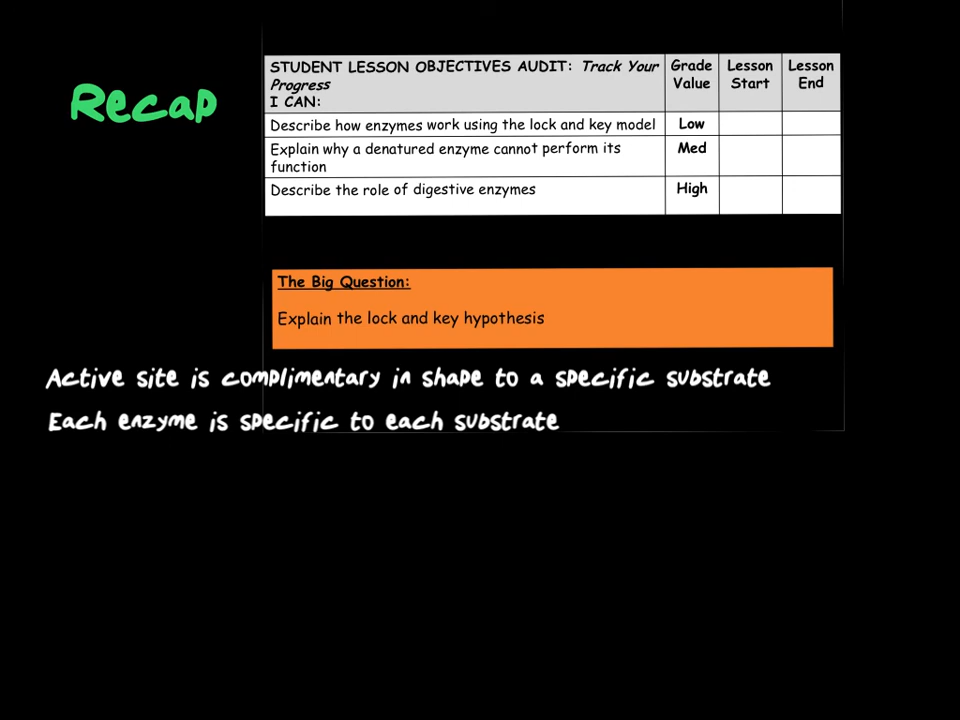 Recap
STUDENT LESSON OBJECTIVES AUDIT: Track Your
Progress
I CAN:
Grade
Value
Lesson
Start
Lesson
End
Describe how enzymes work using the lock and key model
Low
Explain why a denatured enzyme cannot perform its
function
Med
Describe the role of digestive enzymes
High
The Big Question:
Explain the lock and key hypothesis
Active site is complimentary in shape to a specific substrate
Each enzyme is specific to each substrate